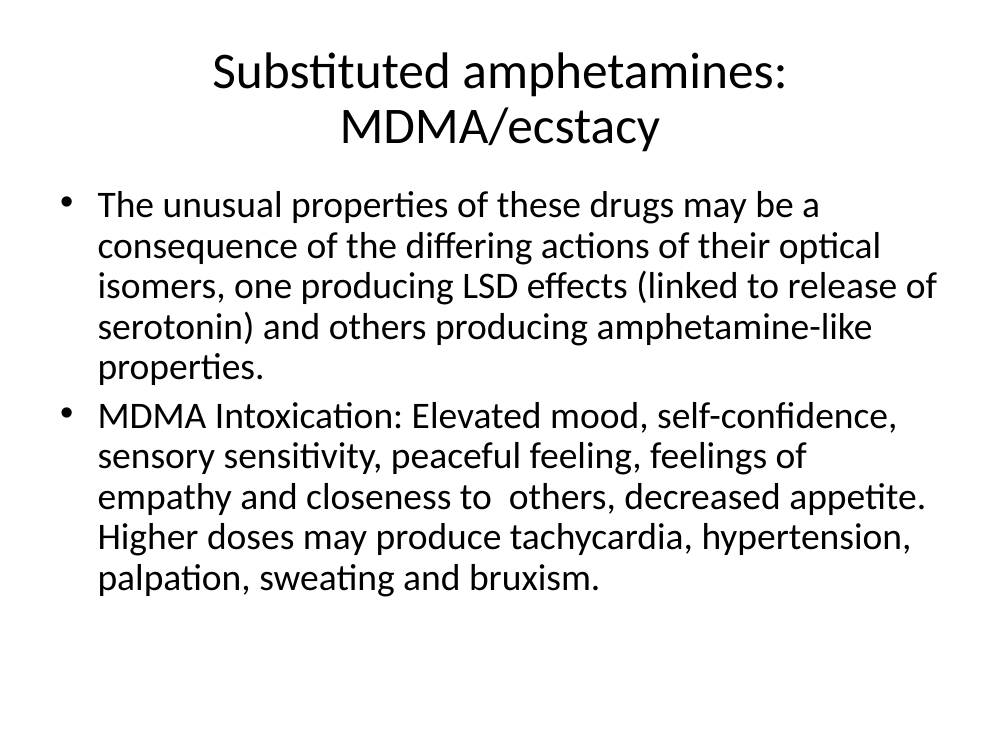 Substituted amphetamines:
MDMA/ecstacy
• The unusual properties of these drugs may be a
consequence of the differing actions of their optical
isomers, one producing LSD effects (linked to release of
serotonin) and others producing amphetamine-like
properties.
• MDMA Intoxication: Elevated mood, self-confidence,
sensory sensitivity, peaceful feeling, feelings of
empathy and closeness to  others, decreased appetite.
Higher doses may produce tachycardia, hypertension,
palpation, sweating and bruxism.